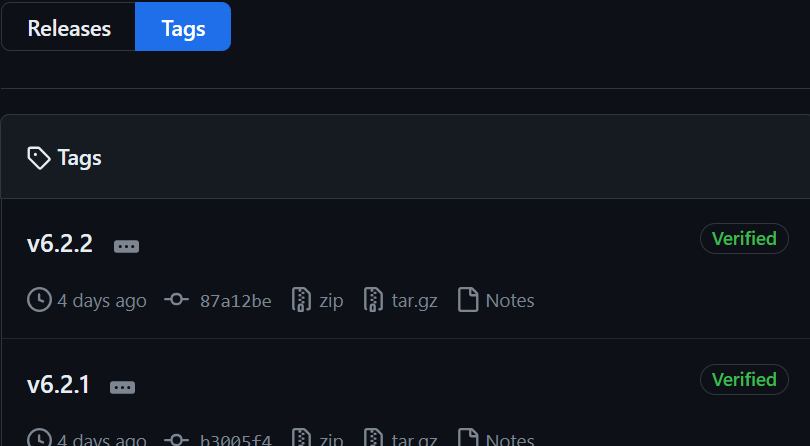 Releases Tags
Tags
v6.2.2 Verified
4 days ago 87a12be zip tar.gz Notes
v6.2.1 Verified
4 days ago b3005f4 zip tar.gz Notes